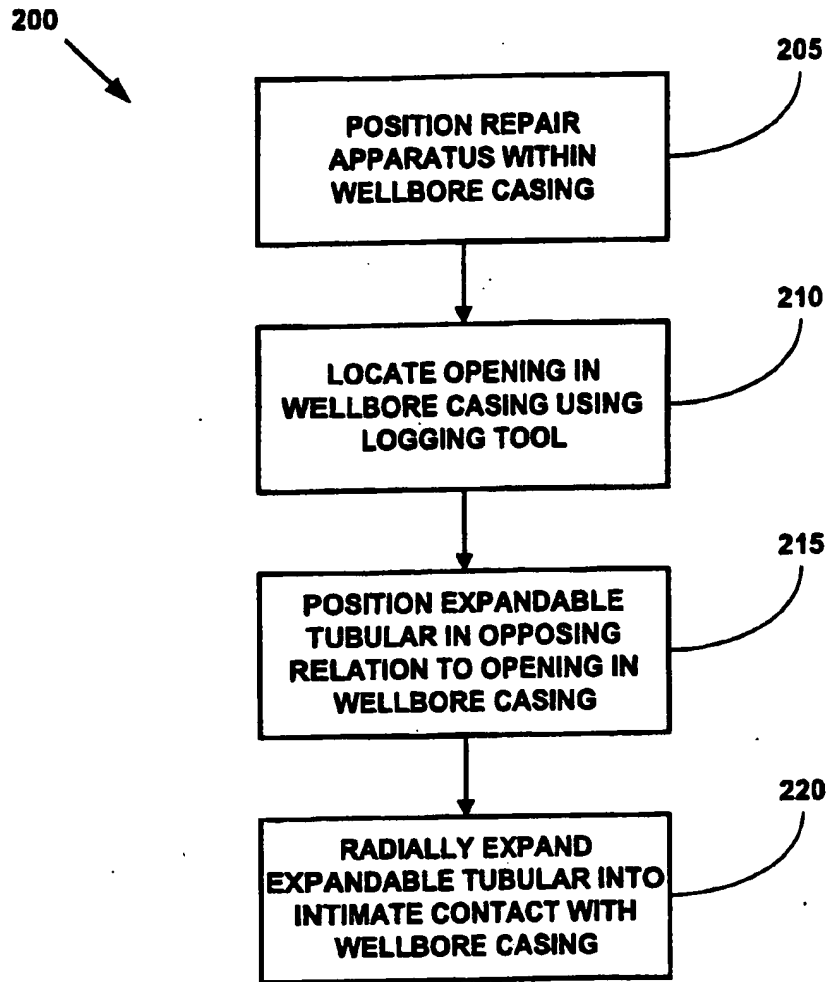 200
205
POSITION REPAIR
APPARATUS WITHIN
WELLBORE CASING
210
LOCATE OPENING IN
WELLBORE CASING USING
LOGGING TOOL
215
POSITION EXPANDABLE
TUBULAR IN OPPOSING
RELATION TO OPENING IN
WELLBORE CASING
220
RADIALLY EXPAND
EXPANDABLE TUBULAR INTO
INTIMATE CONTACT WITH
WELLBORE CASING